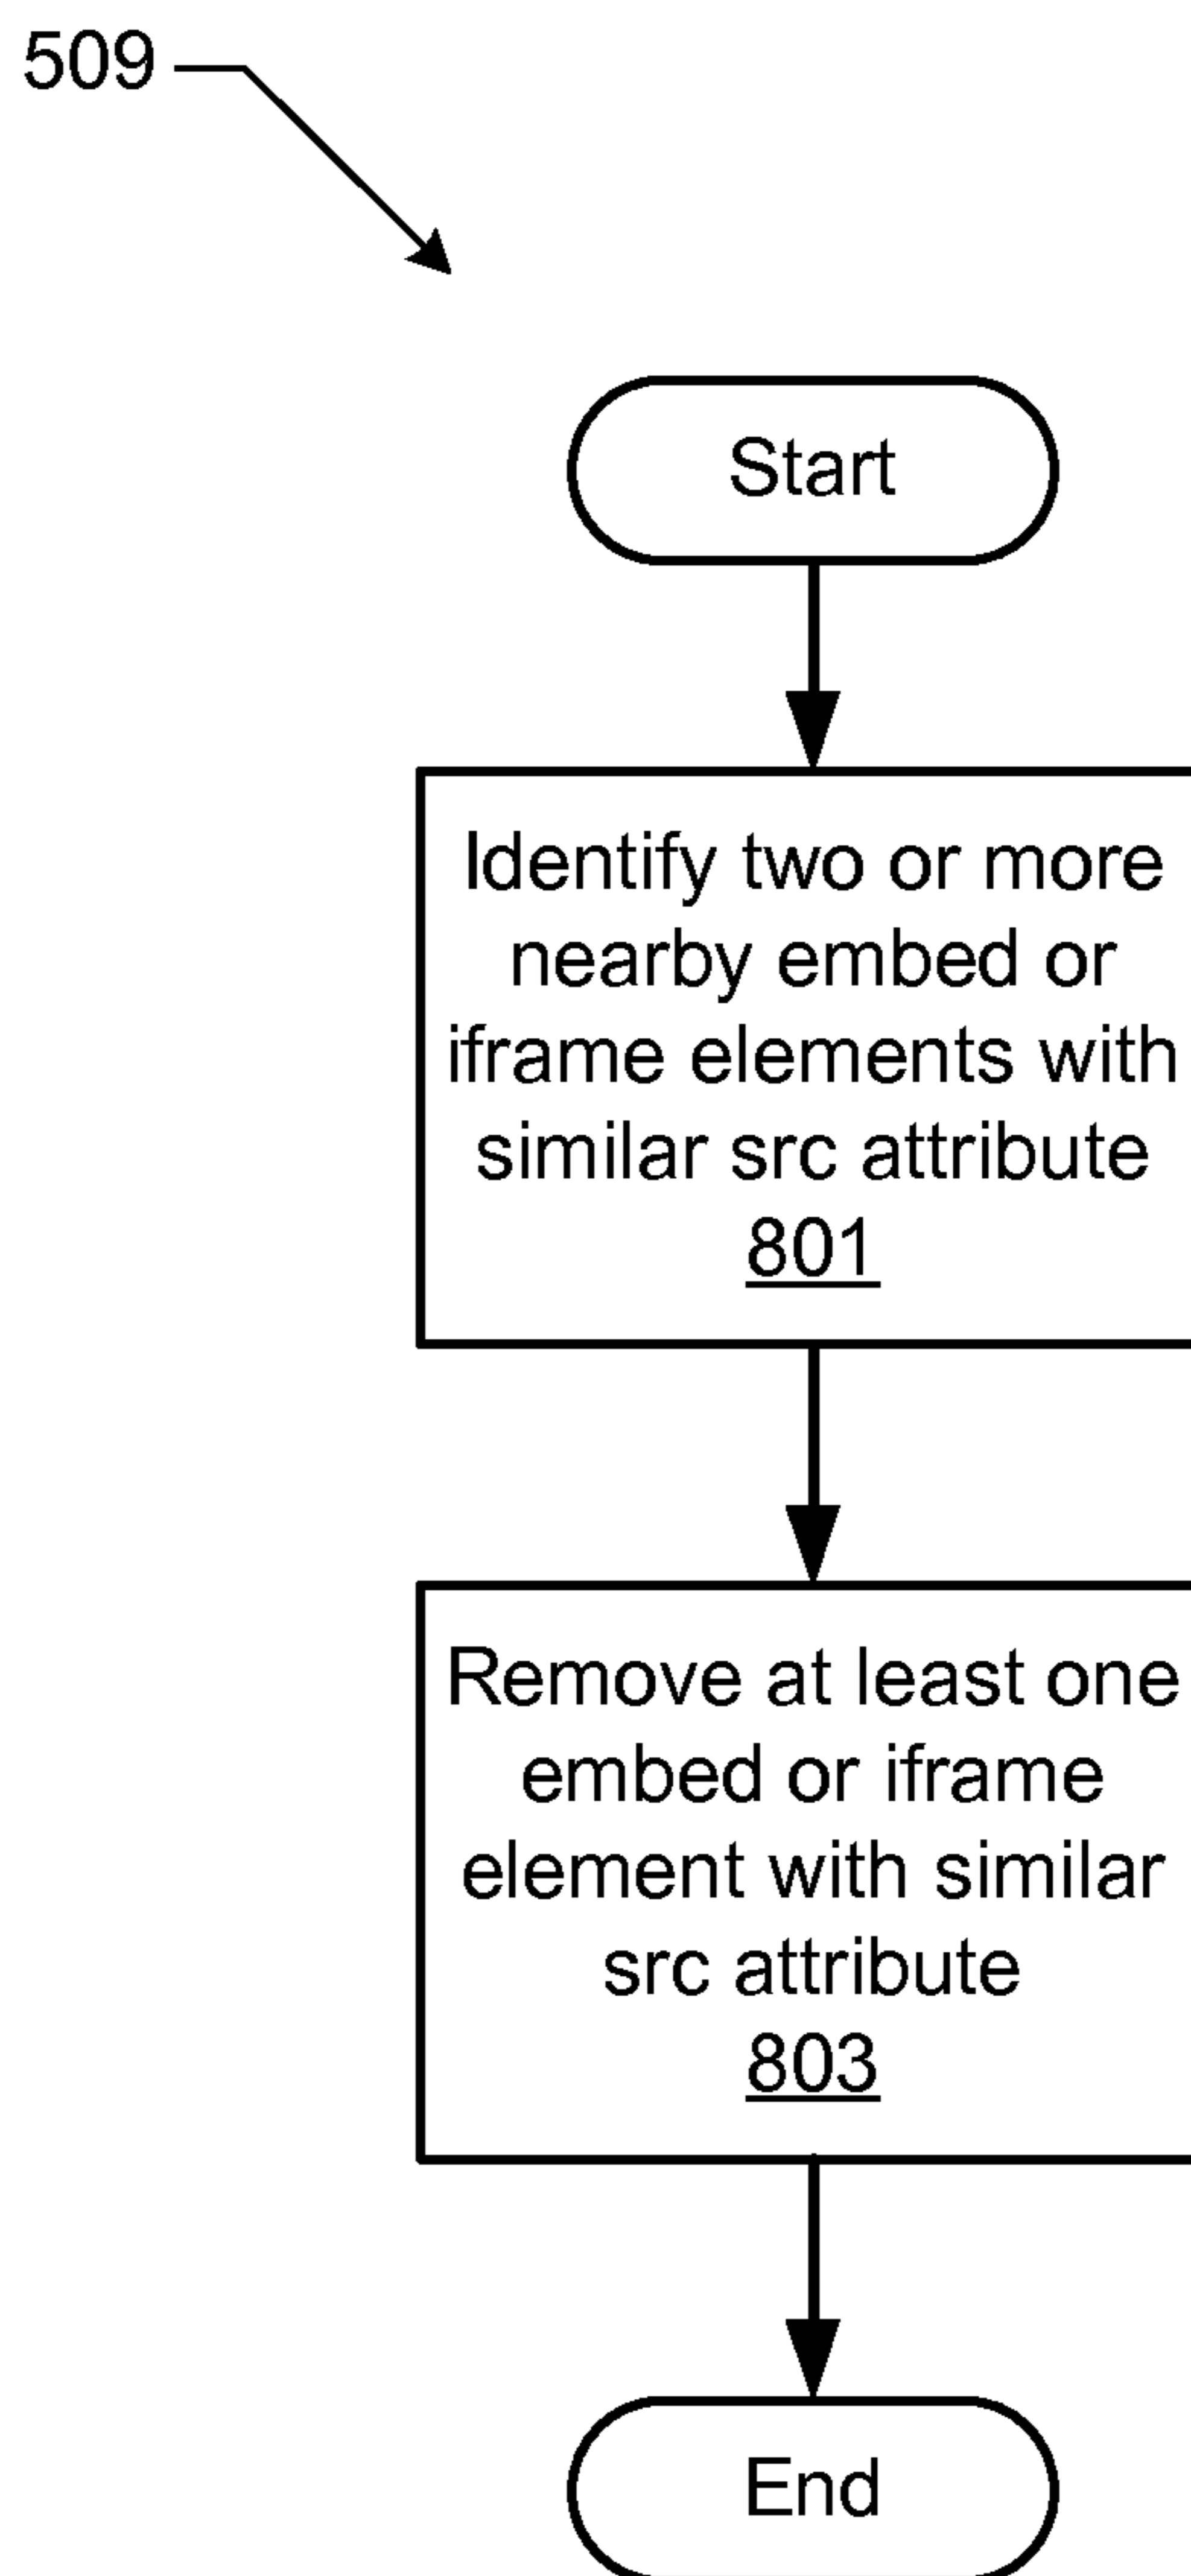 509
Start
Identify two or more
nearby embed or
iframe elements with
similar src attribute
801
Remove at least one
embed or iframe
element with similar
src attribute
803
End